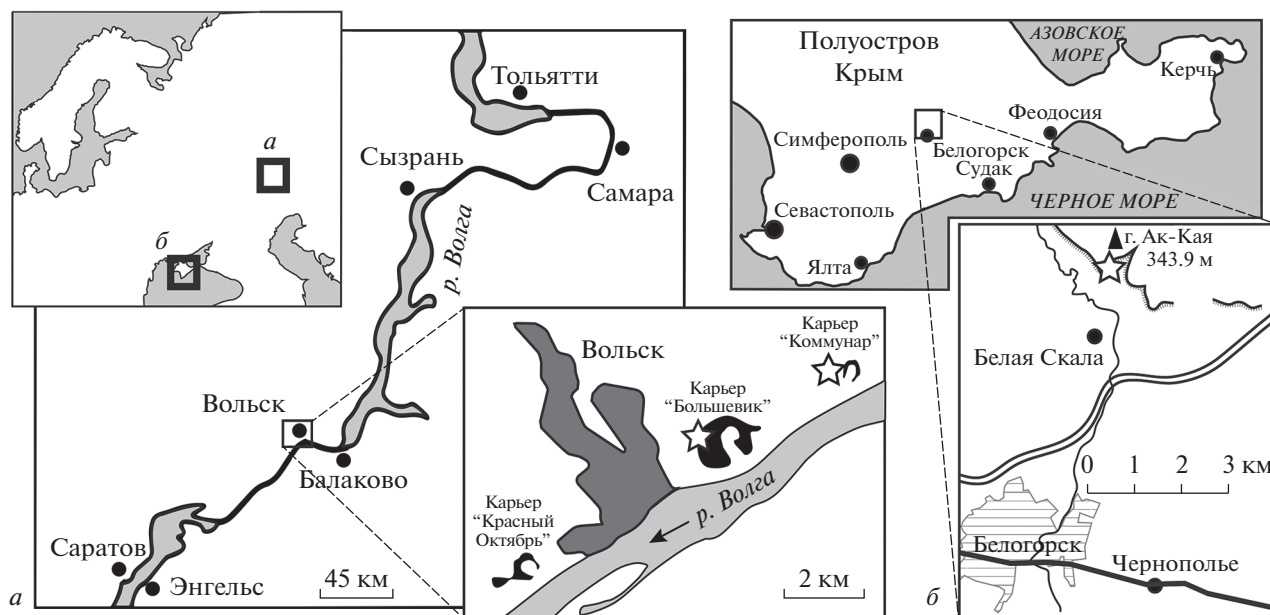 а
б
Тольятти
Сызрань
Самара
р. Волга
Вольск
Балаково
Саратов
Энгельс
45 км
а
Вольск
Карьер
“Коммунар”
Карьер
“Большевик”
Карьер
“Красный
Октябрь”
р. Волга
2 км
Полуостров
Крым
АЗОВСКОЕ
МОРЕ
Керчь
Феодосия
Симферополь
Белогорск
Судак
Севастополь
ЧЕРНОЕ МОРЕ
Ялта
г. Ак-Кая
343.9 м
Белая Скала
0 1 2 3 км
Белогорск
Чернополье
б